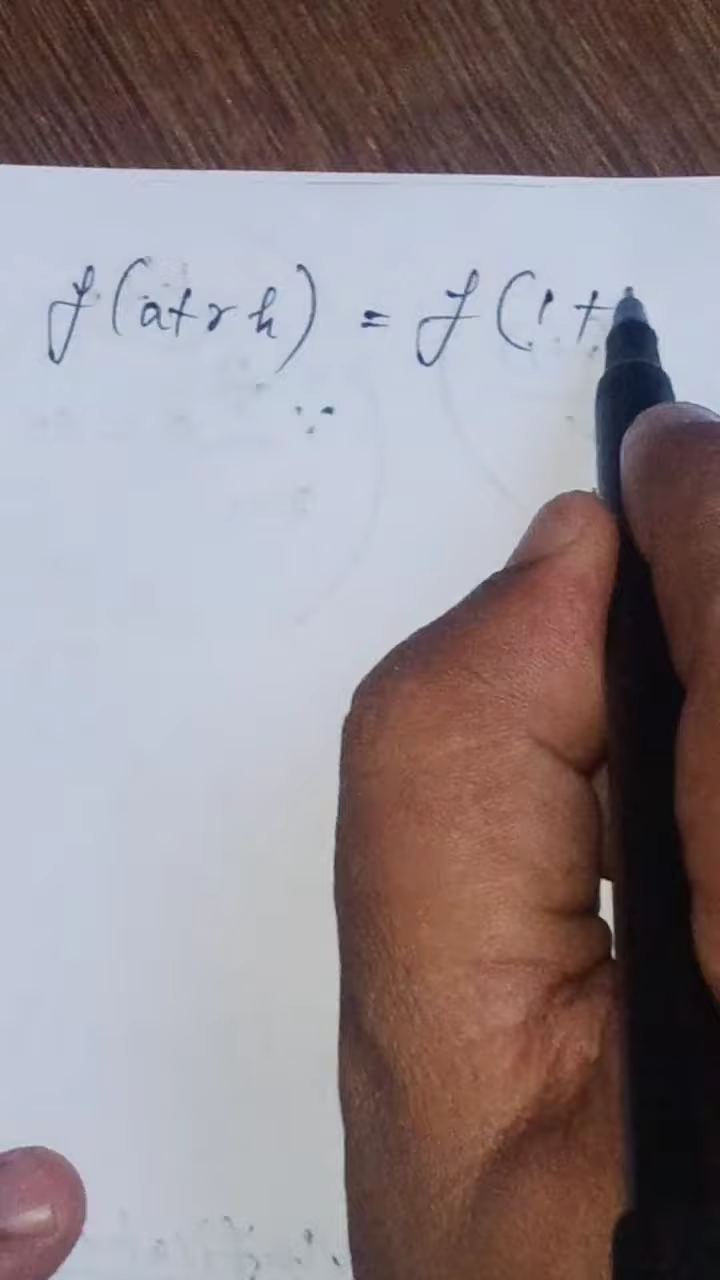 f(a+rh) = f(1+